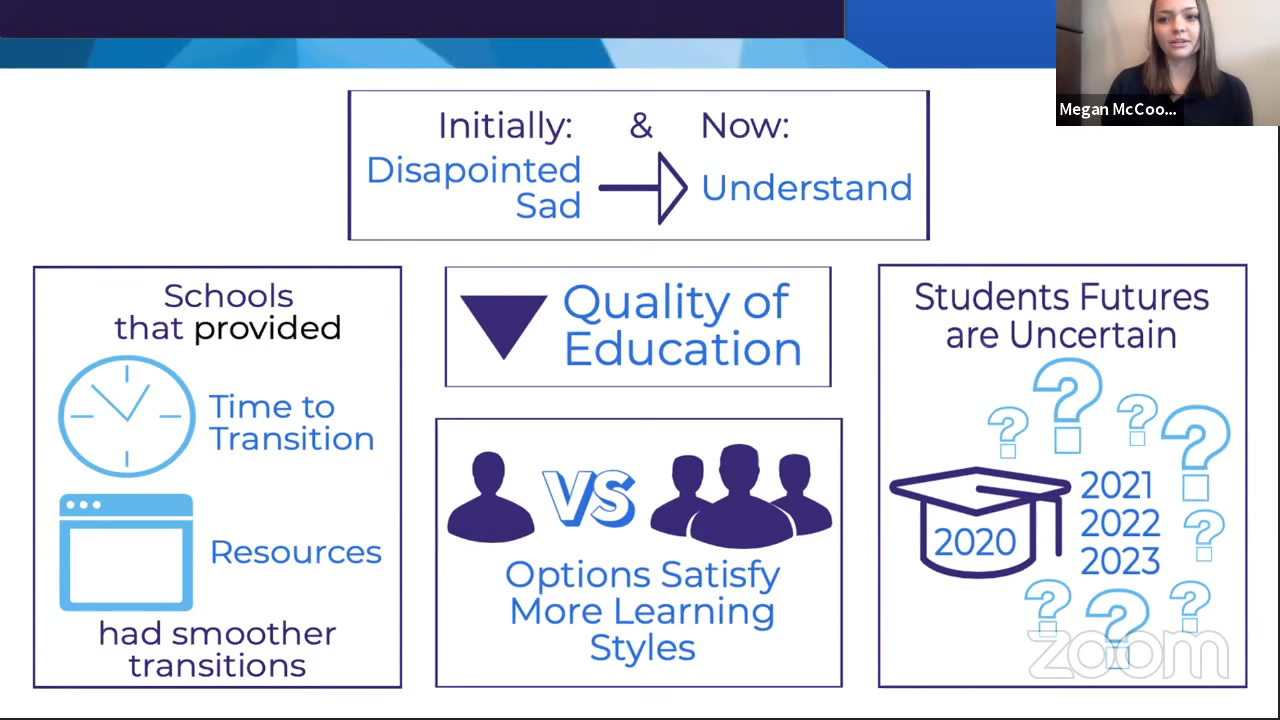 Megan McCoo...
Initially: & Now:
Disapointed
Sad
Understand
Schools
that provided
Time to
Transition
Resources
had smoother
transitions
Quality of
Education
VS
Options Satisfy
More Learning
Styles
Students Futures
are Uncertain
? ? ? ?
2020
2021
2022
2023
?
? ? ?
zoom